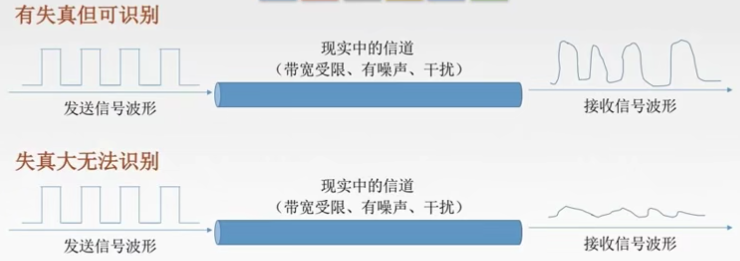 有失真但可识别
现实中的信道
（带宽受限、有噪声、干扰）
发送信号波形
接收信号波形
失真大无法识别
现实中的信道
（带宽受限、有噪声、干扰）
发送信号波形
接收信号波形